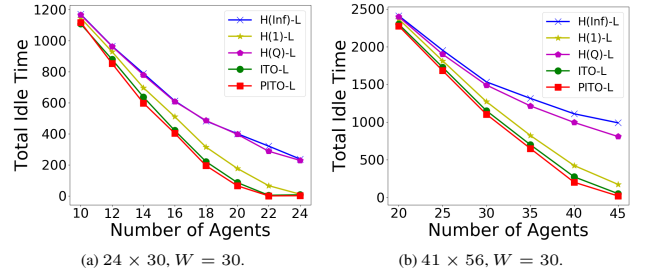 1200
1000
800
600
400
200
0
Total Idle Time
10 12 14 16 18 20 22 24
Number of Agents
H(Inf)-L
H(1)-L
H(Q)-L
ITO-L
PITO-L
(a) 24 × 30, W = 30.
2500
2000
1500
1000
500
0
Total Idle Time
20 25 30 35 40 45
Number of Agents
H(Inf)-L
H(1)-L
H(Q)-L
ITO-L
PITO-L
(b) 41 × 56, W = 30.